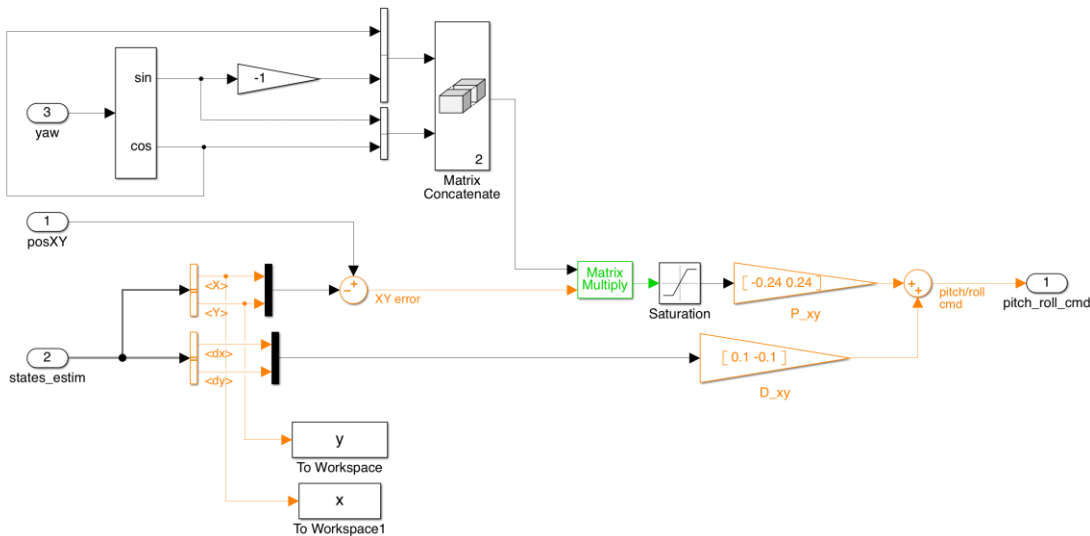 sin
cos
-1
3
yaw
2
Matrix
Concatenate
1
posXY
<X>
<Y>
−
+
XY error
Matrix
Multiply
Saturation
[ -0.24 0.24 ]
P_xy
+
+
pitch/roll
cmd
1
pitch_roll_cmd
2
states_estim
<dx>
<dy>
[ 0.1 -0.1 ]
D_xy
y
To Workspace
x
To Workspace1